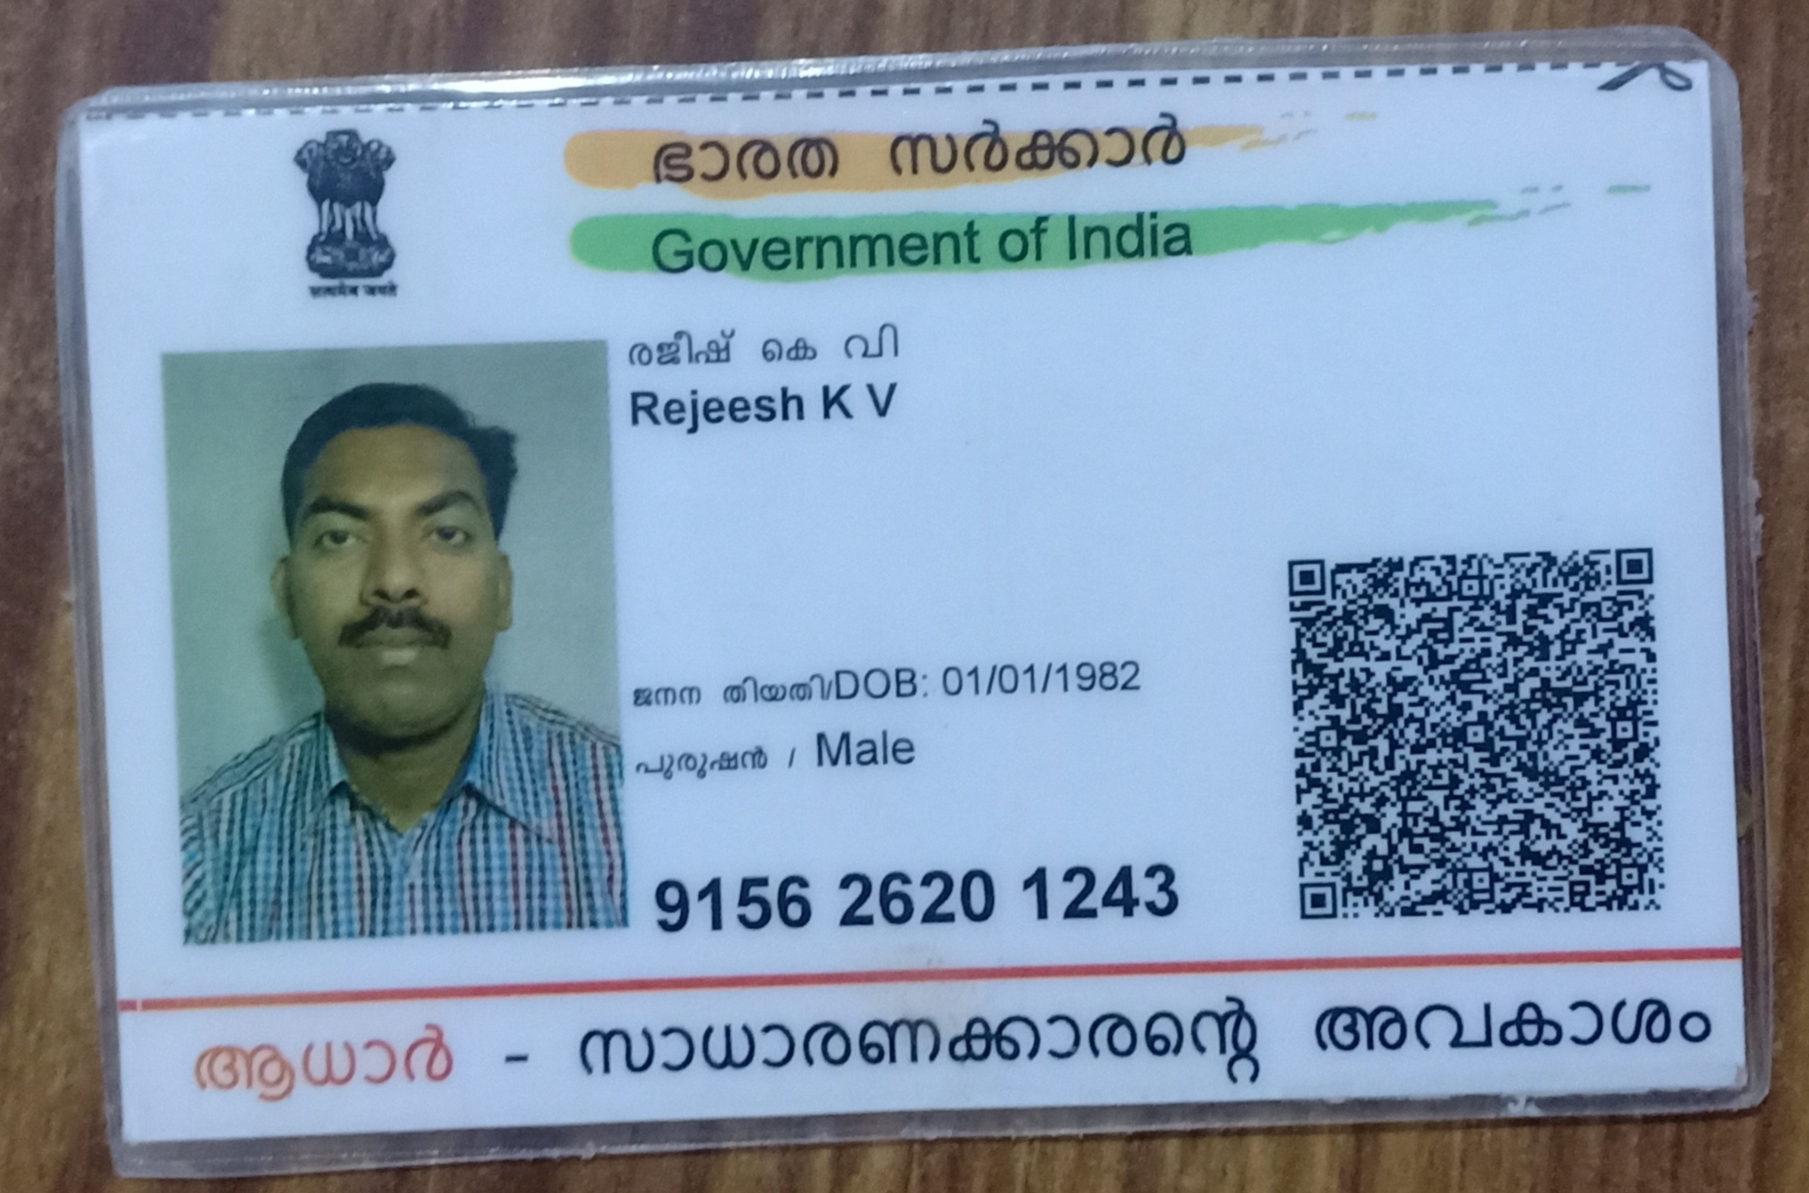 ഭാരത സർക്കാർ
Government of India
सत्यमेव जयते
രജീഷ് കെ വി
Rejeesh K V
ജനന തിയതി/DOB: 01/01/1982
പുരുഷൻ / Male
9156 2620 1243
ആധാർ - സാധാരണക്കാരന്റെ അവകാശം